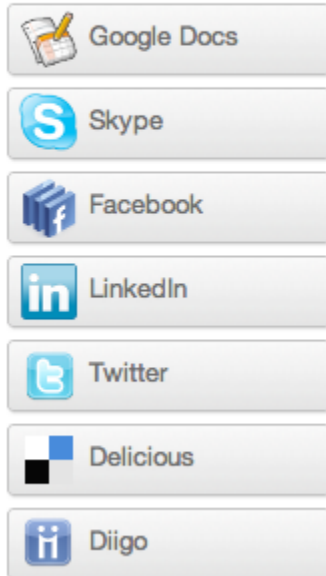 Google Docs
Skype
Facebook
LinkedIn
Twitter
Delicious
Diigo